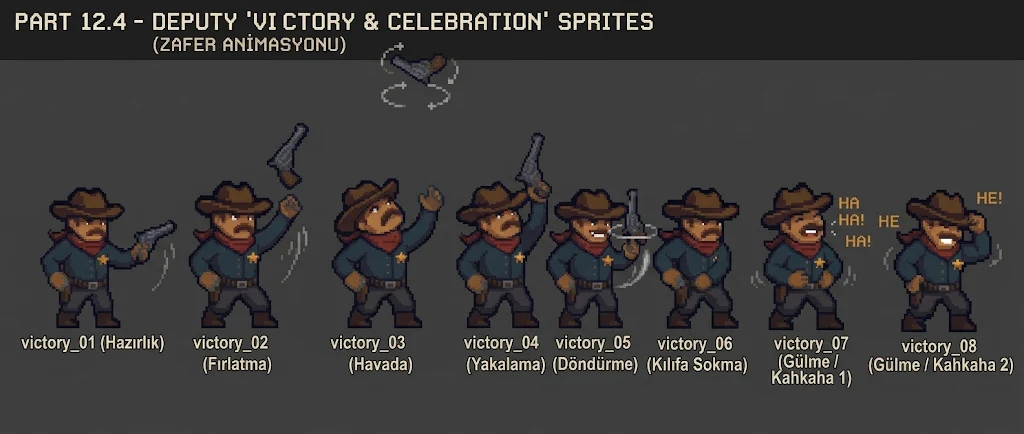 PART 12.4 - DEPUTY 'VI CTORY & CELEBRATION' SPRITES
(ZAFER ANİMASYONU)
HA
HA!
HA!
HE
HE!
victory_01 (Hazırlık)
victory_02
(Fırlatma)
victory_03
(Havada)
victory_04
(Yakalama)
victory_05
(Döndürme)
victory_06
(Kılıfa Sokma)
victory_07
(Gülme /
Kahkaha 1)
victory_08
(Gülme / Kahkaha 2)